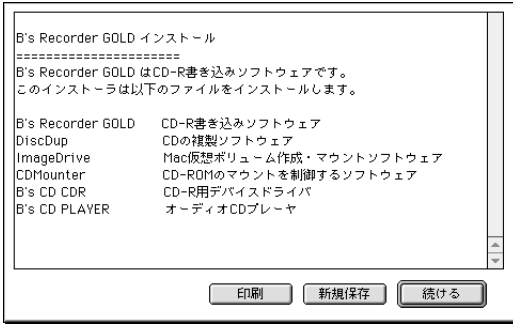 B's Recorder GOLD インストール
======================
B's Recorder GOLD はCD-R書き込みソフトウェアです。
このインストーラは以下のファイルをインストールします。
B's Recorder GOLD CD-R書き込みソフトウェア
DiscDup CDの複製ソフトウェア
ImageDrive Mac仮想ボリューム作成・マウントソフトウェア
CDMounter CD-ROMのマウントを制御するソフトウェア
B's CD CDR CD-R用デバイスドライバ
B's CD PLAYER オーディオCDプレーヤ
印刷 新規保存 続ける